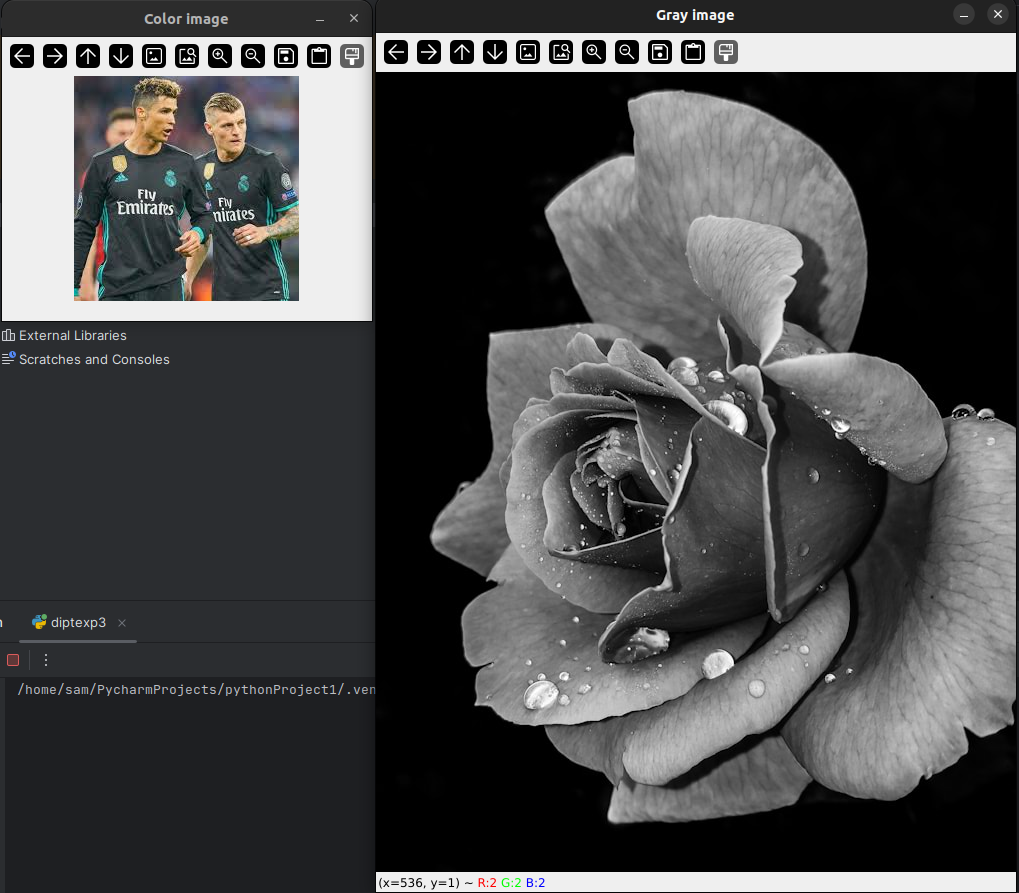 Color image
Gray image
Fly
Emirates
Fly
mirates
External Libraries
Scratches and Consoles
n
diptexp3
/home/sam/PycharmProjects/pythonProject1/.ven
(x=536, y=1) ~ R:2 G:2 B:2